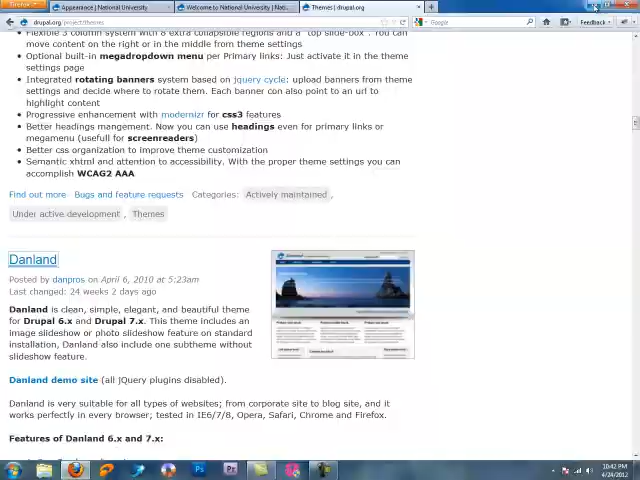 Firefox
Appearance | National University
Welcome to National University | Nati...
Themes | drupal.org
drupal.org/project/themes
Google
Feedback
Flexible 3 column system with 8 extra collapsible regions and a "top side-box". You can
move content on the right or in the middle from theme settings
Optional built-in megadropdown menu per Primary links: Just activate it in the theme
settings page
Integrated rotating banners system based on jquery cycle: upload banners from theme
settings and decide where to rotate them. Each banner can also point to an url to
highlight content
Progressive enhancement with modernizr for css3 features
Better headings mangement. Now you can use headings even for primary links or
megamenu (usefull for screenreaders)
Better css organization to improve theme customization
Semantic xhtml and attention to accessibility. With the proper theme settings you can
accomplish WCAG2 AAA
Find out more Bugs and feature requests Categories: Actively maintained ,
Under active development , Themes
Danland
Posted by danpros on April 6, 2010 at 5:23am
Last changed: 24 weeks 2 days ago
Danland is clean, simple, elegant, and beautiful theme
for Drupal 6.x and Drupal 7.x. This theme includes an
image slideshow or photo slideshow feature on standard
installation, Danland also include one subtheme without
slideshow feature.
Danland demo site (all JQuery plugins disabled).
Danland is very suitable for all types of websites; from corporate site to blog site, and it
works perfectly in every browser; tested in IE6/7/8, Opera, Safari, Chrome and Firefox.
Features of Danland 6.x and 7.x:
10:42 PM
4/24/2012